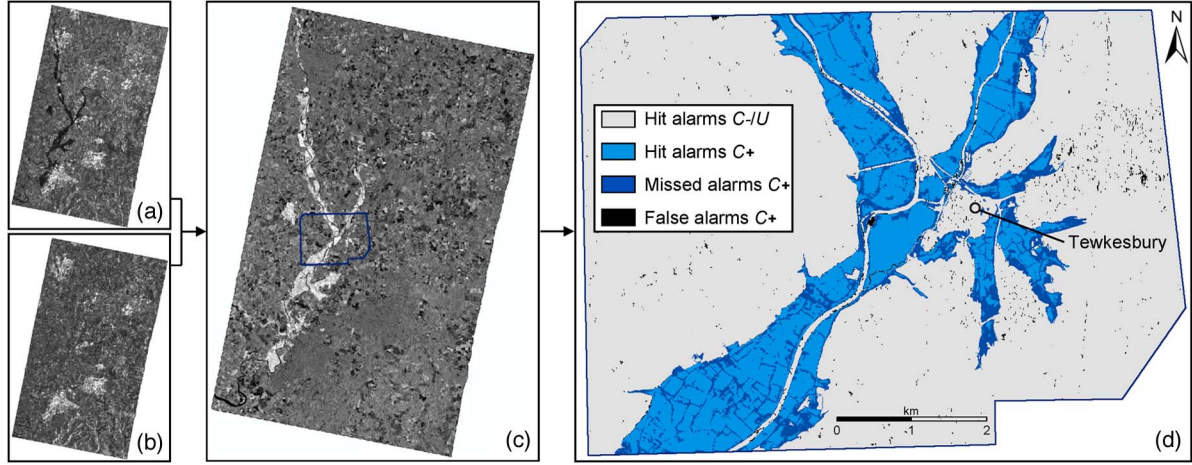 (a)
(b)
(c)
N
Hit alarms C-/U
Hit alarms C+
Missed alarms C+
False alarms C+
Tewkesbury
km
0 1 2
(d)